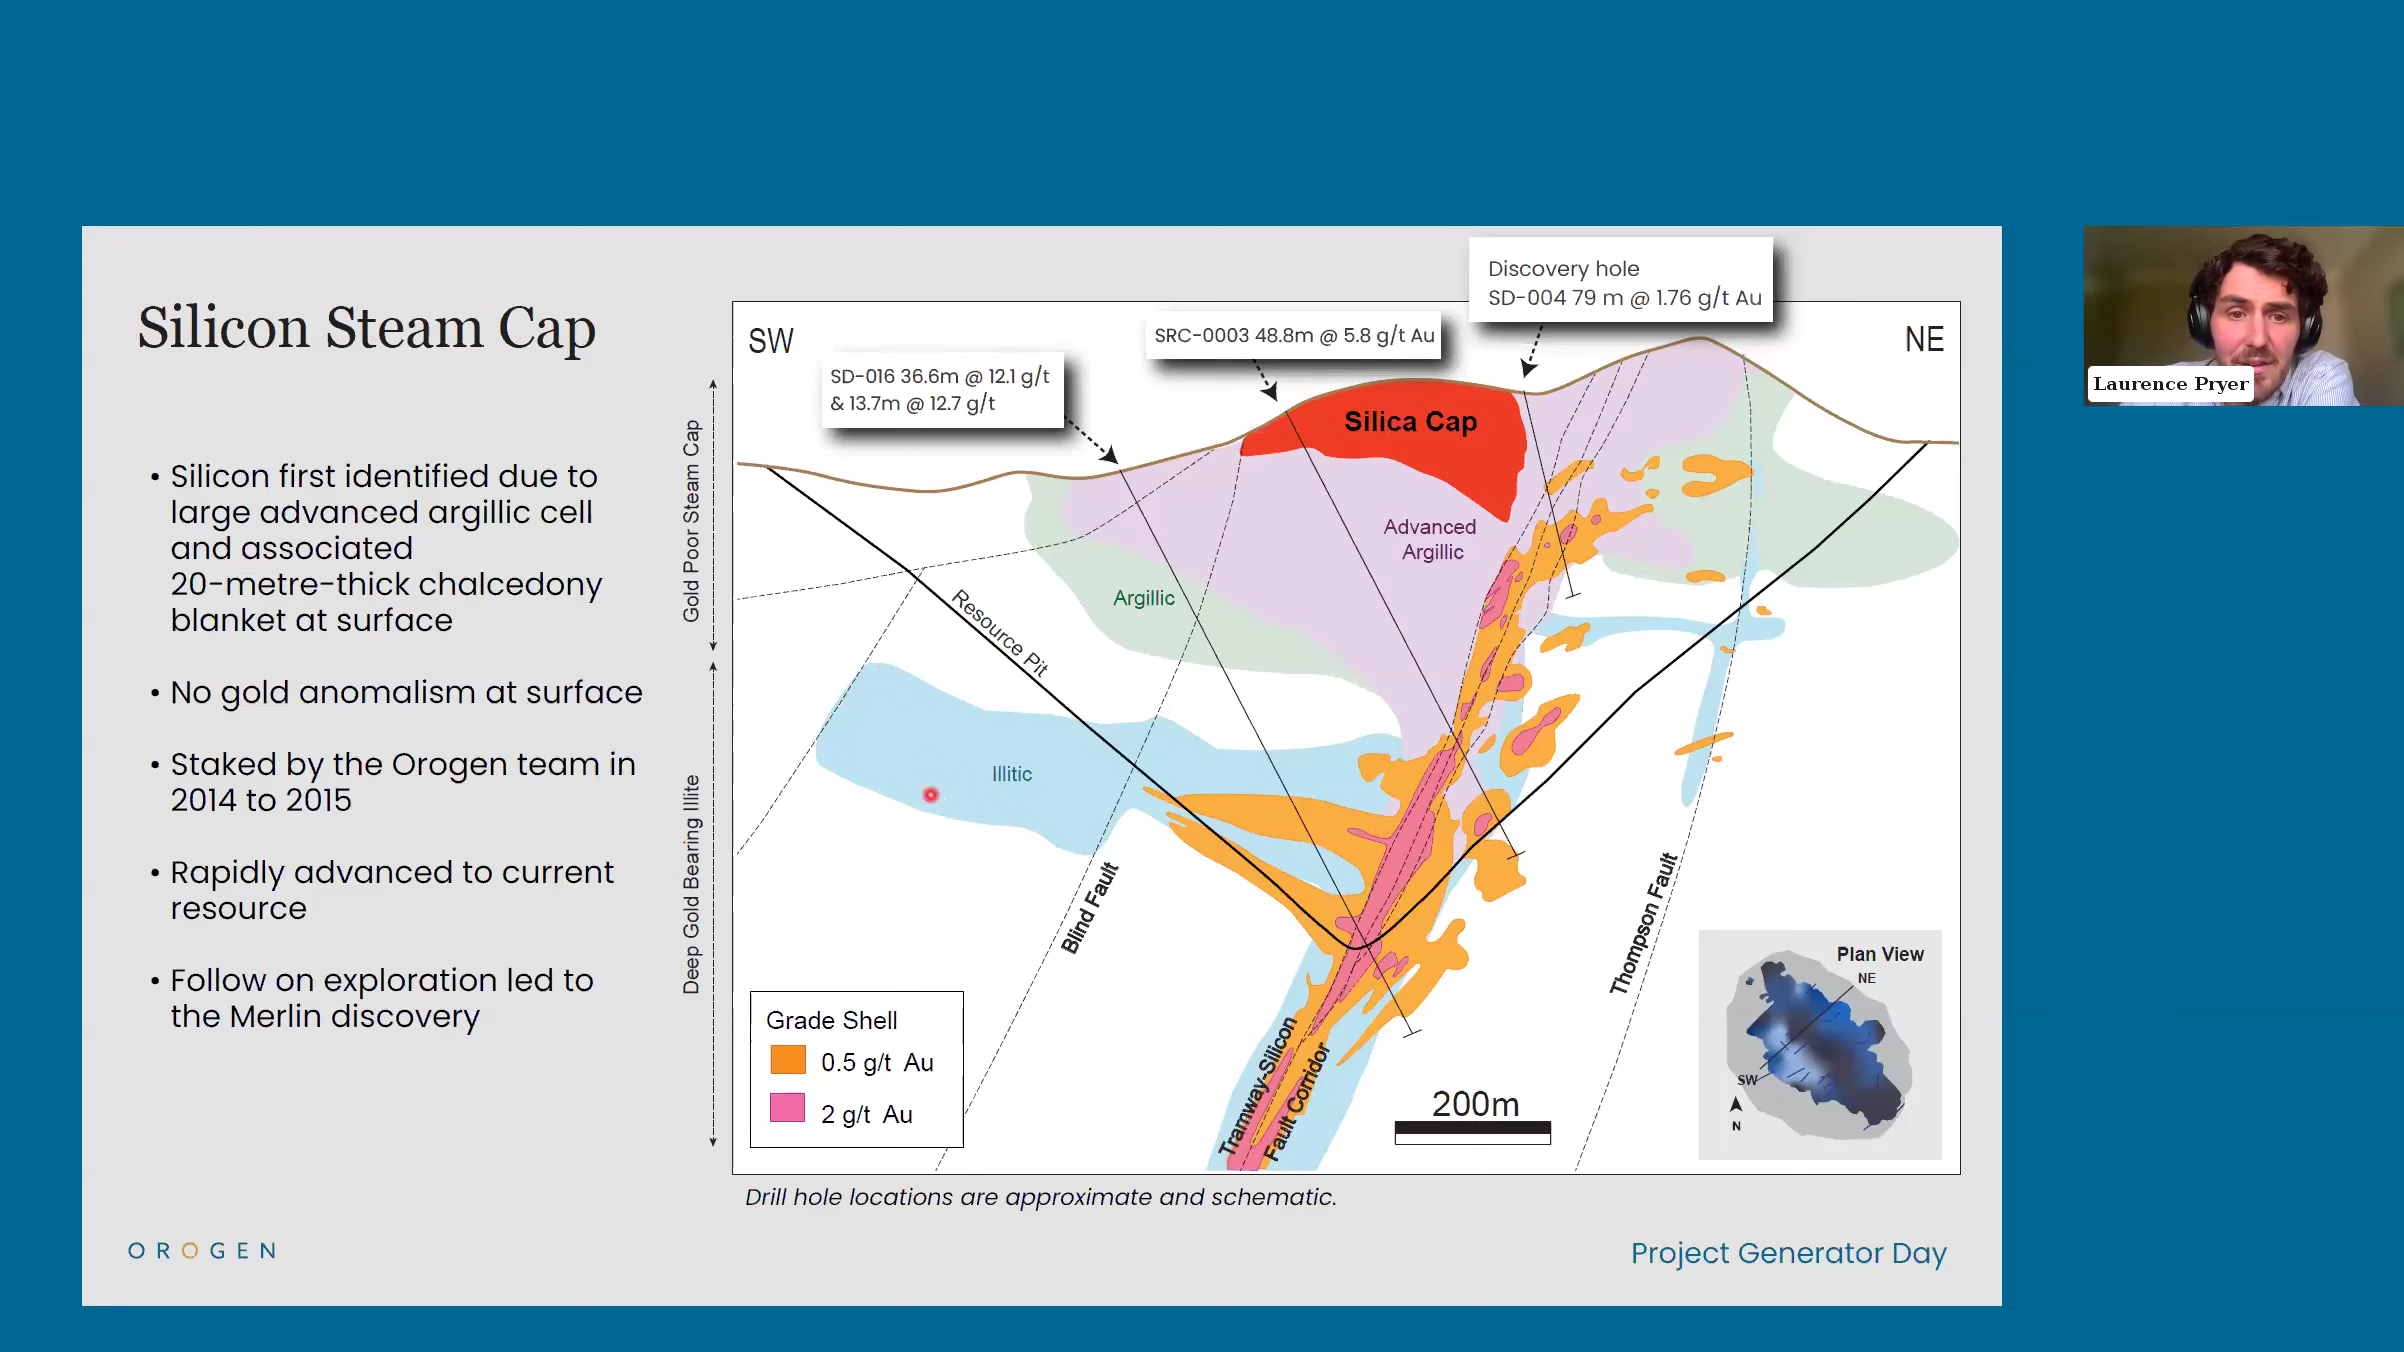 Silicon Steam Cap
• Silicon first identified due to
large advanced argillic cell
and associated
20-metre-thick chalcedony
blanket at surface
• No gold anomalism at surface
• Staked by the Orogen team in
2014 to 2015
• Rapidly advanced to current
resource
• Follow on exploration led to
the Merlin discovery
Gold Poor Steam Cap
Deep Gold Bearing Illite
SW
NE
SD-016 36.6m @ 12.1 g/t
& 13.7m @ 12.7 g/t
SRC-0003 48.8m @ 5.8 g/t Au
Discovery hole
SD-004 79 m @ 1.76 g/t Au
Silica Cap
Advanced
Argillic
Argillic
Resource Pit
Illitic
Blind Fault
Tramway-Silicon
Fault Corridor
Thompson Fault
Grade Shell
0.5 g/t Au
2 g/t Au
200m
Plan View
NE
SW
N
Drill hole locations are approximate and schematic.
OROGEN
Project Generator Day
Laurence Pryer